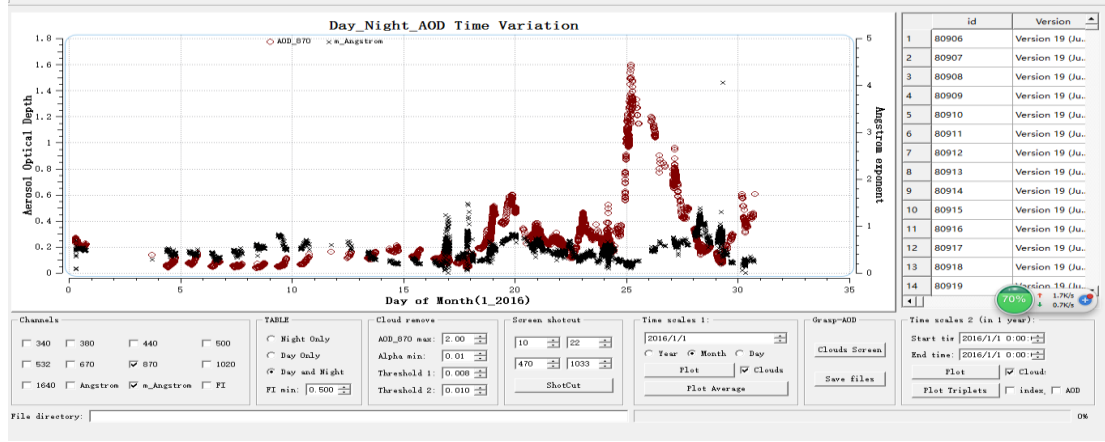 Day_Night_AOD Time Variation
AOD_870 m_Angstrom
Aerosol Optical Depth
1.8
1.6
1.4
1.2
1
0.8
0.6
0.4
0.2
0
5
4
3
2
1
0
Angstrom exponent
0 5 10 15 20 25 30 35
Day of Month(1_2016)
id Version
1 80906 Version 19 (Ju..
2 80907 Version 19 (Ju..
3 80908 Version 19 (Ju..
4 80909 Version 19 (Ju..
5 80910 Version 19 (Ju..
6 80911 Version 19 (Ju..
7 80912 Version 19 (Ju..
8 80913 Version 19 (Ju..
9 80914 Version 19 (Ju..
10 80915 Version 19 (Ju..
11 80916 Version 19 (Ju..
12 80917 Version 19 (Ju..
13 80918 Version 19 (Ju..
14 80919 Version 19 (Ju..
70% 1.7K/s
0.7K/s
Channels
340 380 440 500
532 670 870 1020
1640 Angstrom m_Angstrom FI
TABLE
Night Only
Day Only
Day and Night
FI min: 0.500
Cloud remove
AOD_870 max: 2.00
Alpha min: 0.01
Threshold 1: 0.008
Threshold 2: 0.010
Screen shotcut
10 22
470 1033
ShotCut
Time scales 1:
2016/1/1
Year Month Day
Plot Clouds
Plot Average
Grasp-AOD
Clouds Screen
Save files
Time scales 2 (in 1 year):
Start tir 2016/1/1 0:00:
End time: 2016/1/1 0:00:
Plot Cloud:
Plot Triplets index, AOD
File directory: 0%